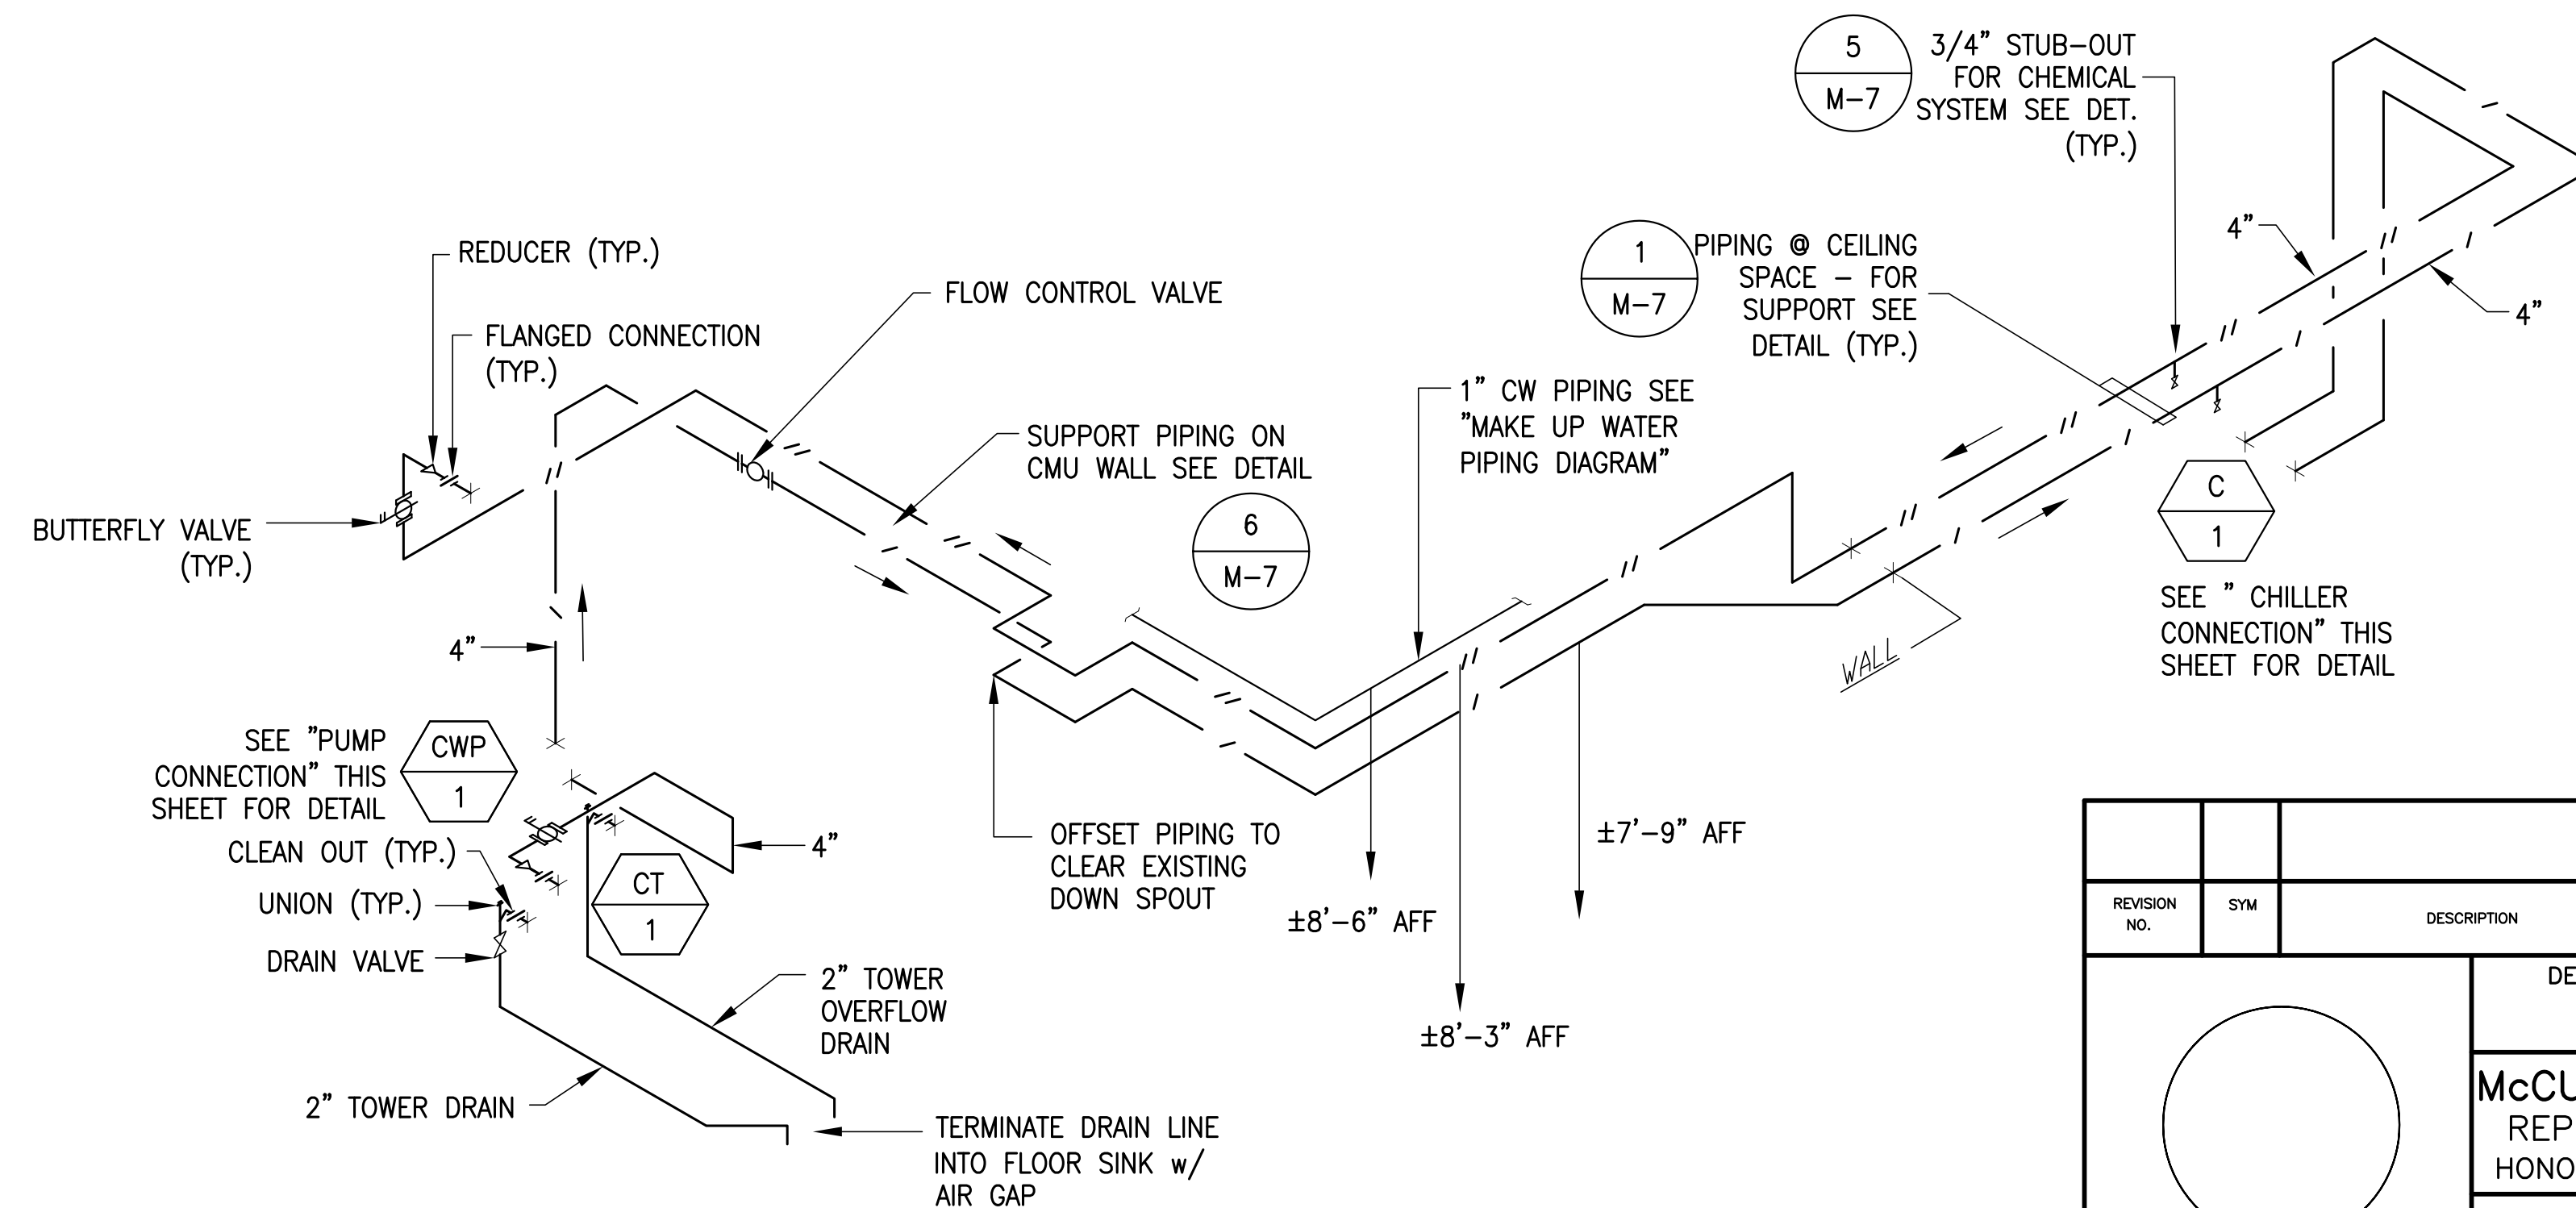 5
M-7
3/4" STUB-OUT
FOR CHEMICAL
SYSTEM SEE DET.
(TYP.)
1
M-7
PIPING @ CEILING
SPACE - FOR
SUPPORT SEE
DETAIL (TYP.)
4"
4"
REDUCER (TYP.)
FLANGED CONNECTION
(TYP.)
FLOW CONTROL VALVE
SUPPORT PIPING ON
CMU WALL SEE DETAIL
6
M-7
1" CW PIPING SEE
"MAKE UP WATER
PIPING DIAGRAM"
BUTTERFLY VALVE
(TYP.)
C
1
SEE " CHILLER
CONNECTION" THIS
SHEET FOR DETAIL
WALL
4"
SEE "PUMP
CONNECTION" THIS
SHEET FOR DETAIL
CWP
1
CLEAN OUT (TYP.)
UNION (TYP.)
DRAIN VALVE
4"
CT
1
OFFSET PIPING TO
CLEAR EXISTING
DOWN SPOUT
±8'-6" AFF
±8'-3" AFF
±7'-9" AFF
2" TOWER
OVERFLOW
DRAIN
2" TOWER DRAIN
TERMINATE DRAIN LINE
INTO FLOOR SINK w/
AIR GAP
REVISION
NO.
SYM
DESCRIPTION
DE
McCU
REP
HONO